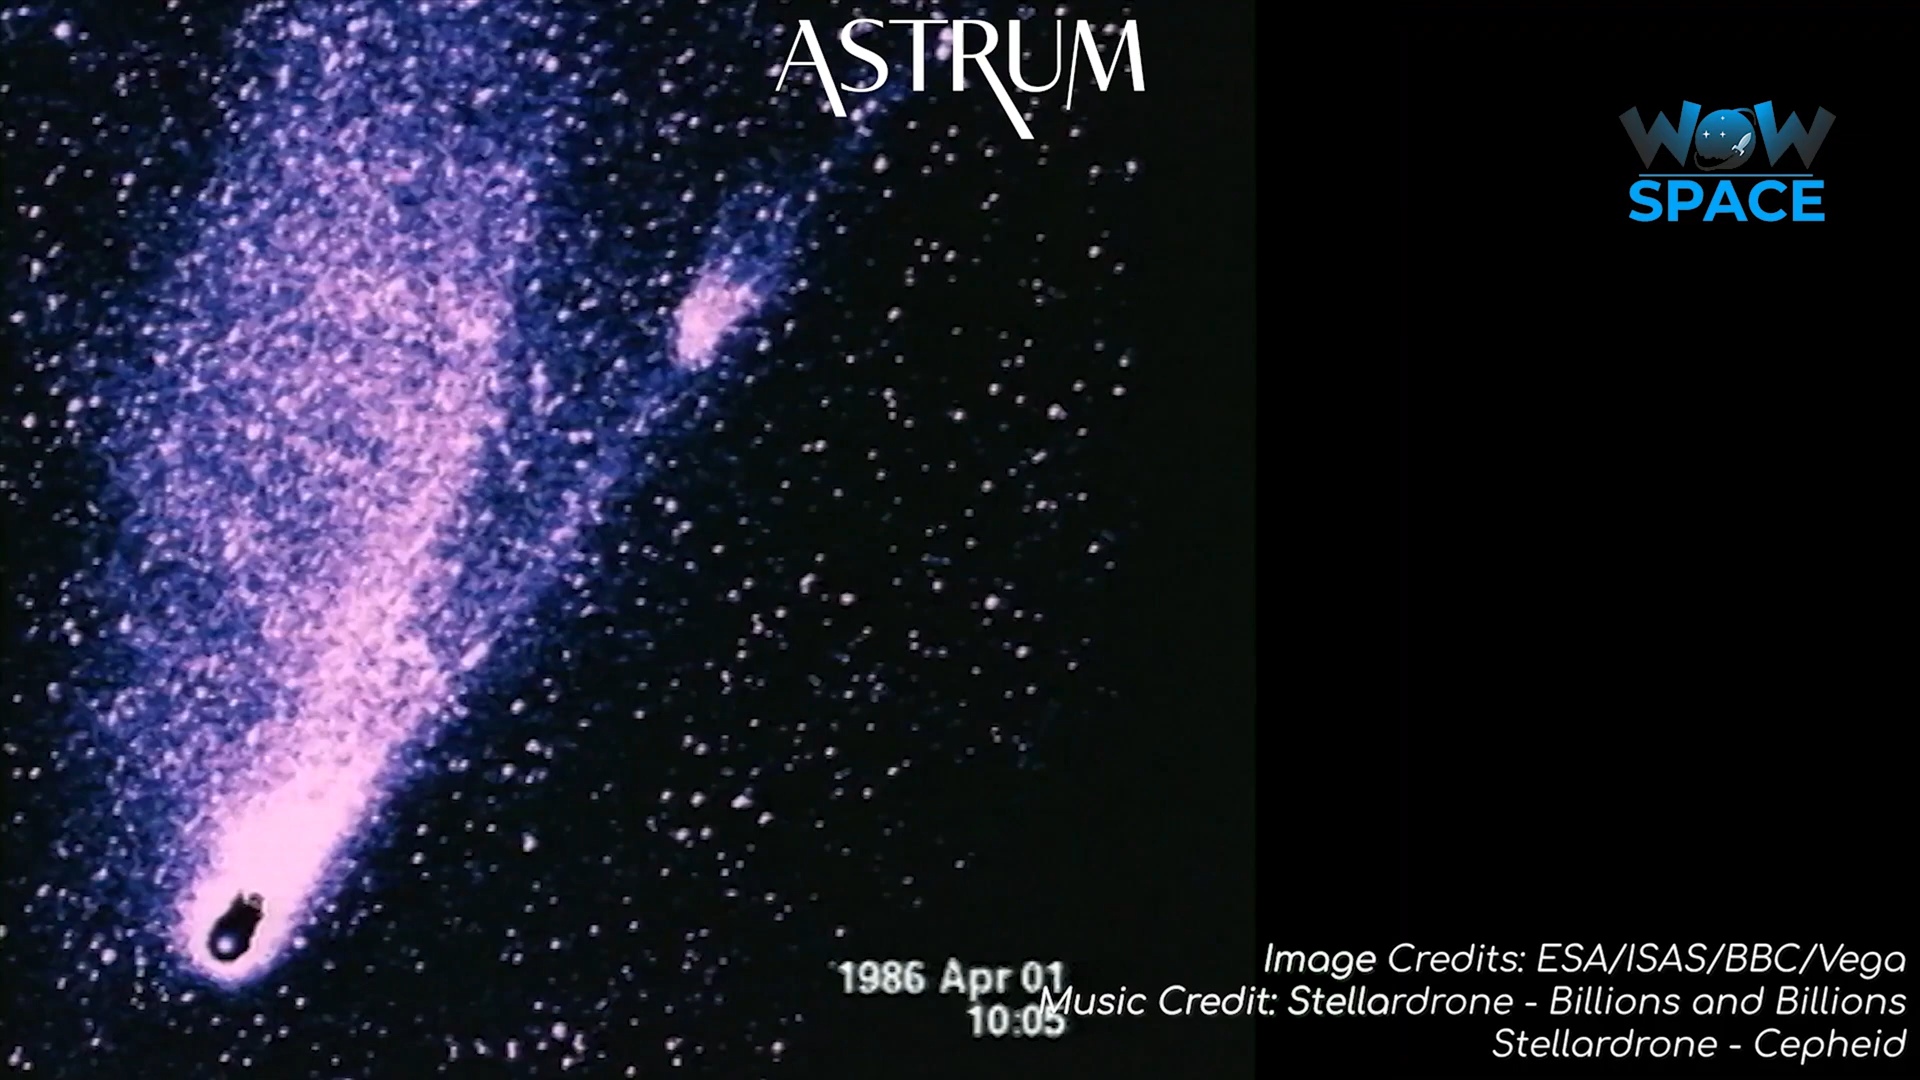 ASTRUM
WOW
SPACE
1986 Apr 01
10:05
Image Credits: ESA/ISAS/BBC/Vega
Music Credit: Stellardrone - Billions and Billions
Stellardrone - Cepheid